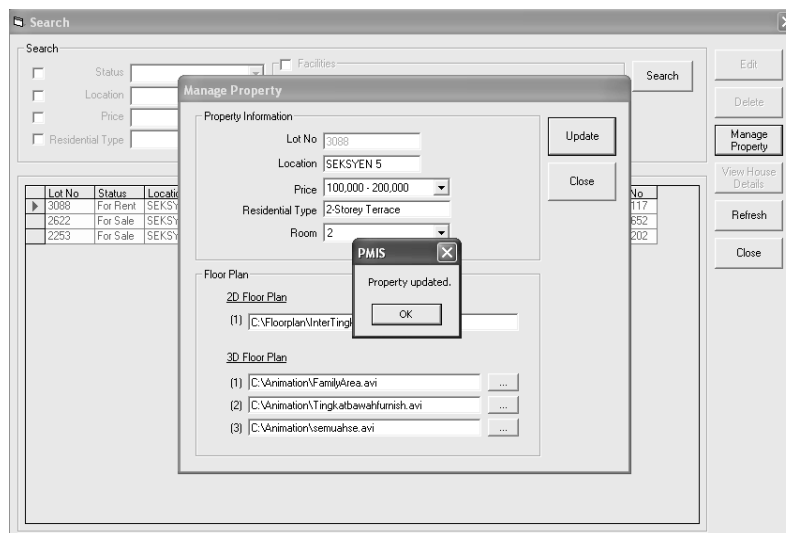 Search
Search
Status
Location
Price
Residential Type
Facilities
Search
Edit
Delete
Manage Property
View House Details
Refresh
Close
Lot No Status No
3088 For Rent 117
2622 For Sale 652
2253 For Sale 202
Manage Property
Property Information
Lot No 3088
Location SEKSYEN 5
Price 100,000 - 200,000
Residential Type 2-Storey Terrace
Room 2
Update
Close
PMIS
Property updated.
OK
Floor Plan
2D Floor Plan
(1)
3D Floor Plan
(1) C:\Animation\FamilyArea.avi ...
(2) C:\Animation\Tingkatbawahfurnish.avi ...
(3) C:\Animation\semuahse.avi ...